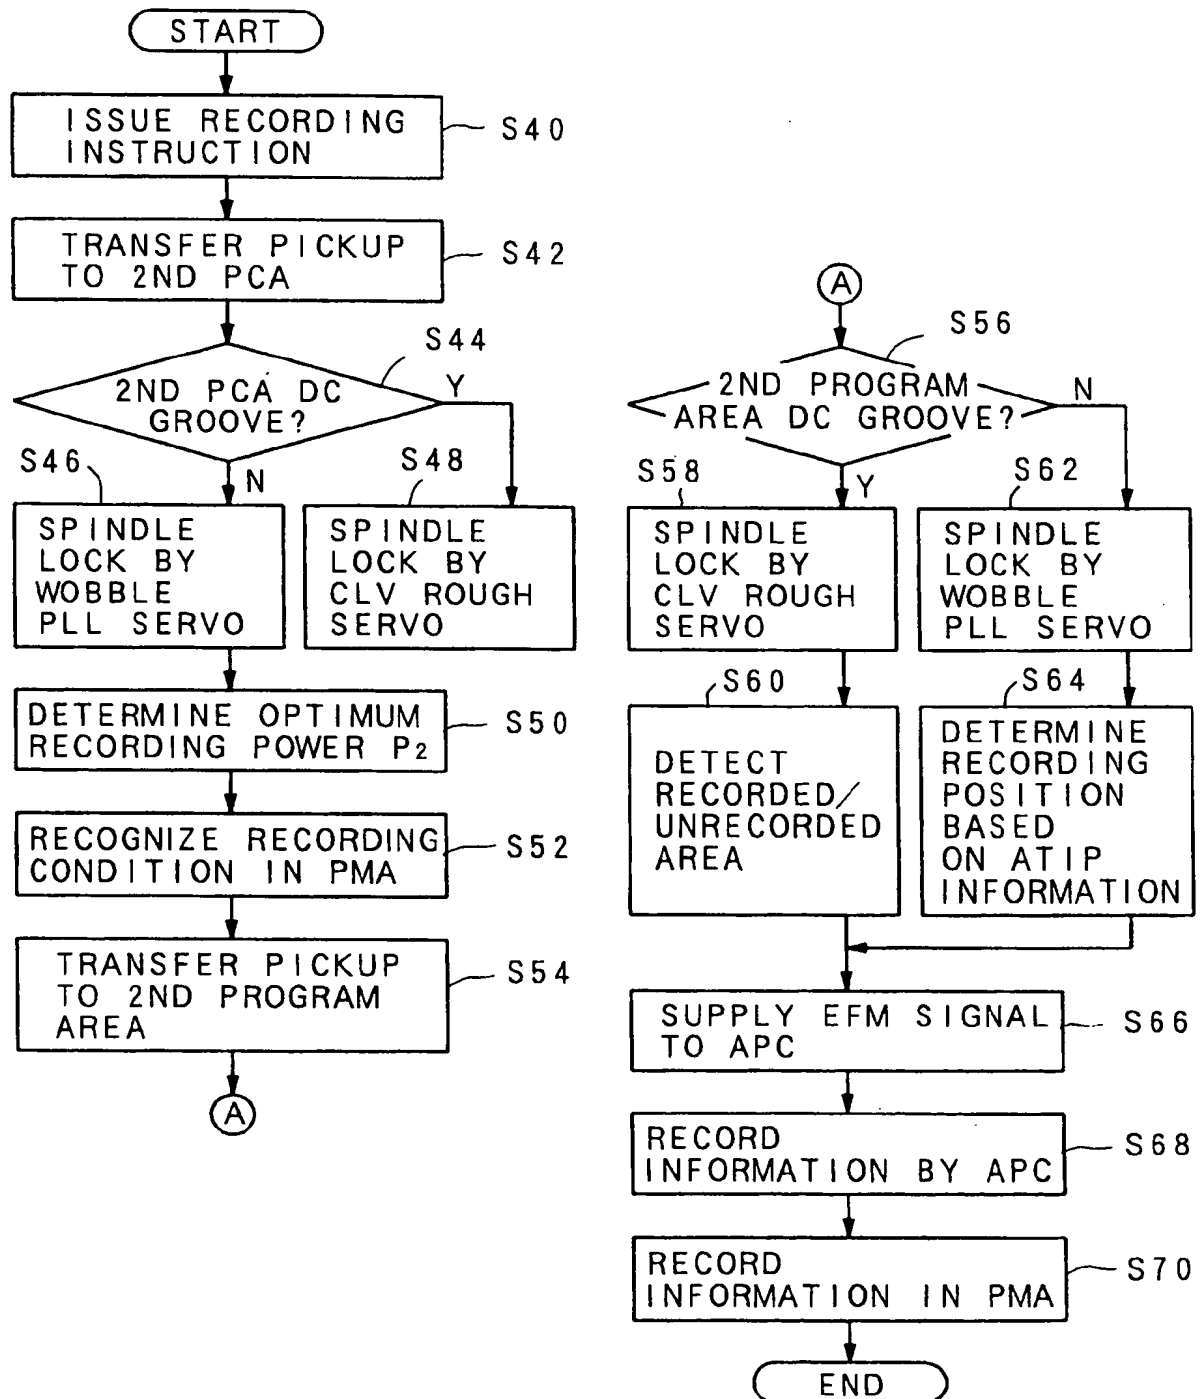 START
ISSUE RECORDING
INSTRUCTION
S40
TRANSFER PICKUP
TO 2ND PCA
S42
S44
2ND PCA DC
GROOVE?
Y
N
S46
SPINDLE
LOCK BY
WOBBLE
PLL SERVO
S48
SPINDLE
LOCK BY
CLV ROUGH
SERVO
DETERMINE OPTIMUM
RECORDING POWER P2
S50
RECOGNIZE RECORDING
CONDITION IN PMA
S52
TRANSFER PICKUP
TO 2ND PROGRAM
AREA
S54
A
A
S56
2ND PROGRAM
AREA DC GROOVE?
N
Y
S58
SPINDLE
LOCK BY
CLV ROUGH
SERVO
S62
SPINDLE
LOCK BY
WOBBLE
PLL SERVO
S60
DETECT
RECORDED/
UNRECORDED
AREA
S64
DETERMINE
RECORDING
POSITION
BASED
ON ATIP
INFORMATION
SUPPLY EFM SIGNAL
TO APC
S66
RECORD
INFORMATION BY APC
S68
RECORD
INFORMATION IN PMA
S70
END